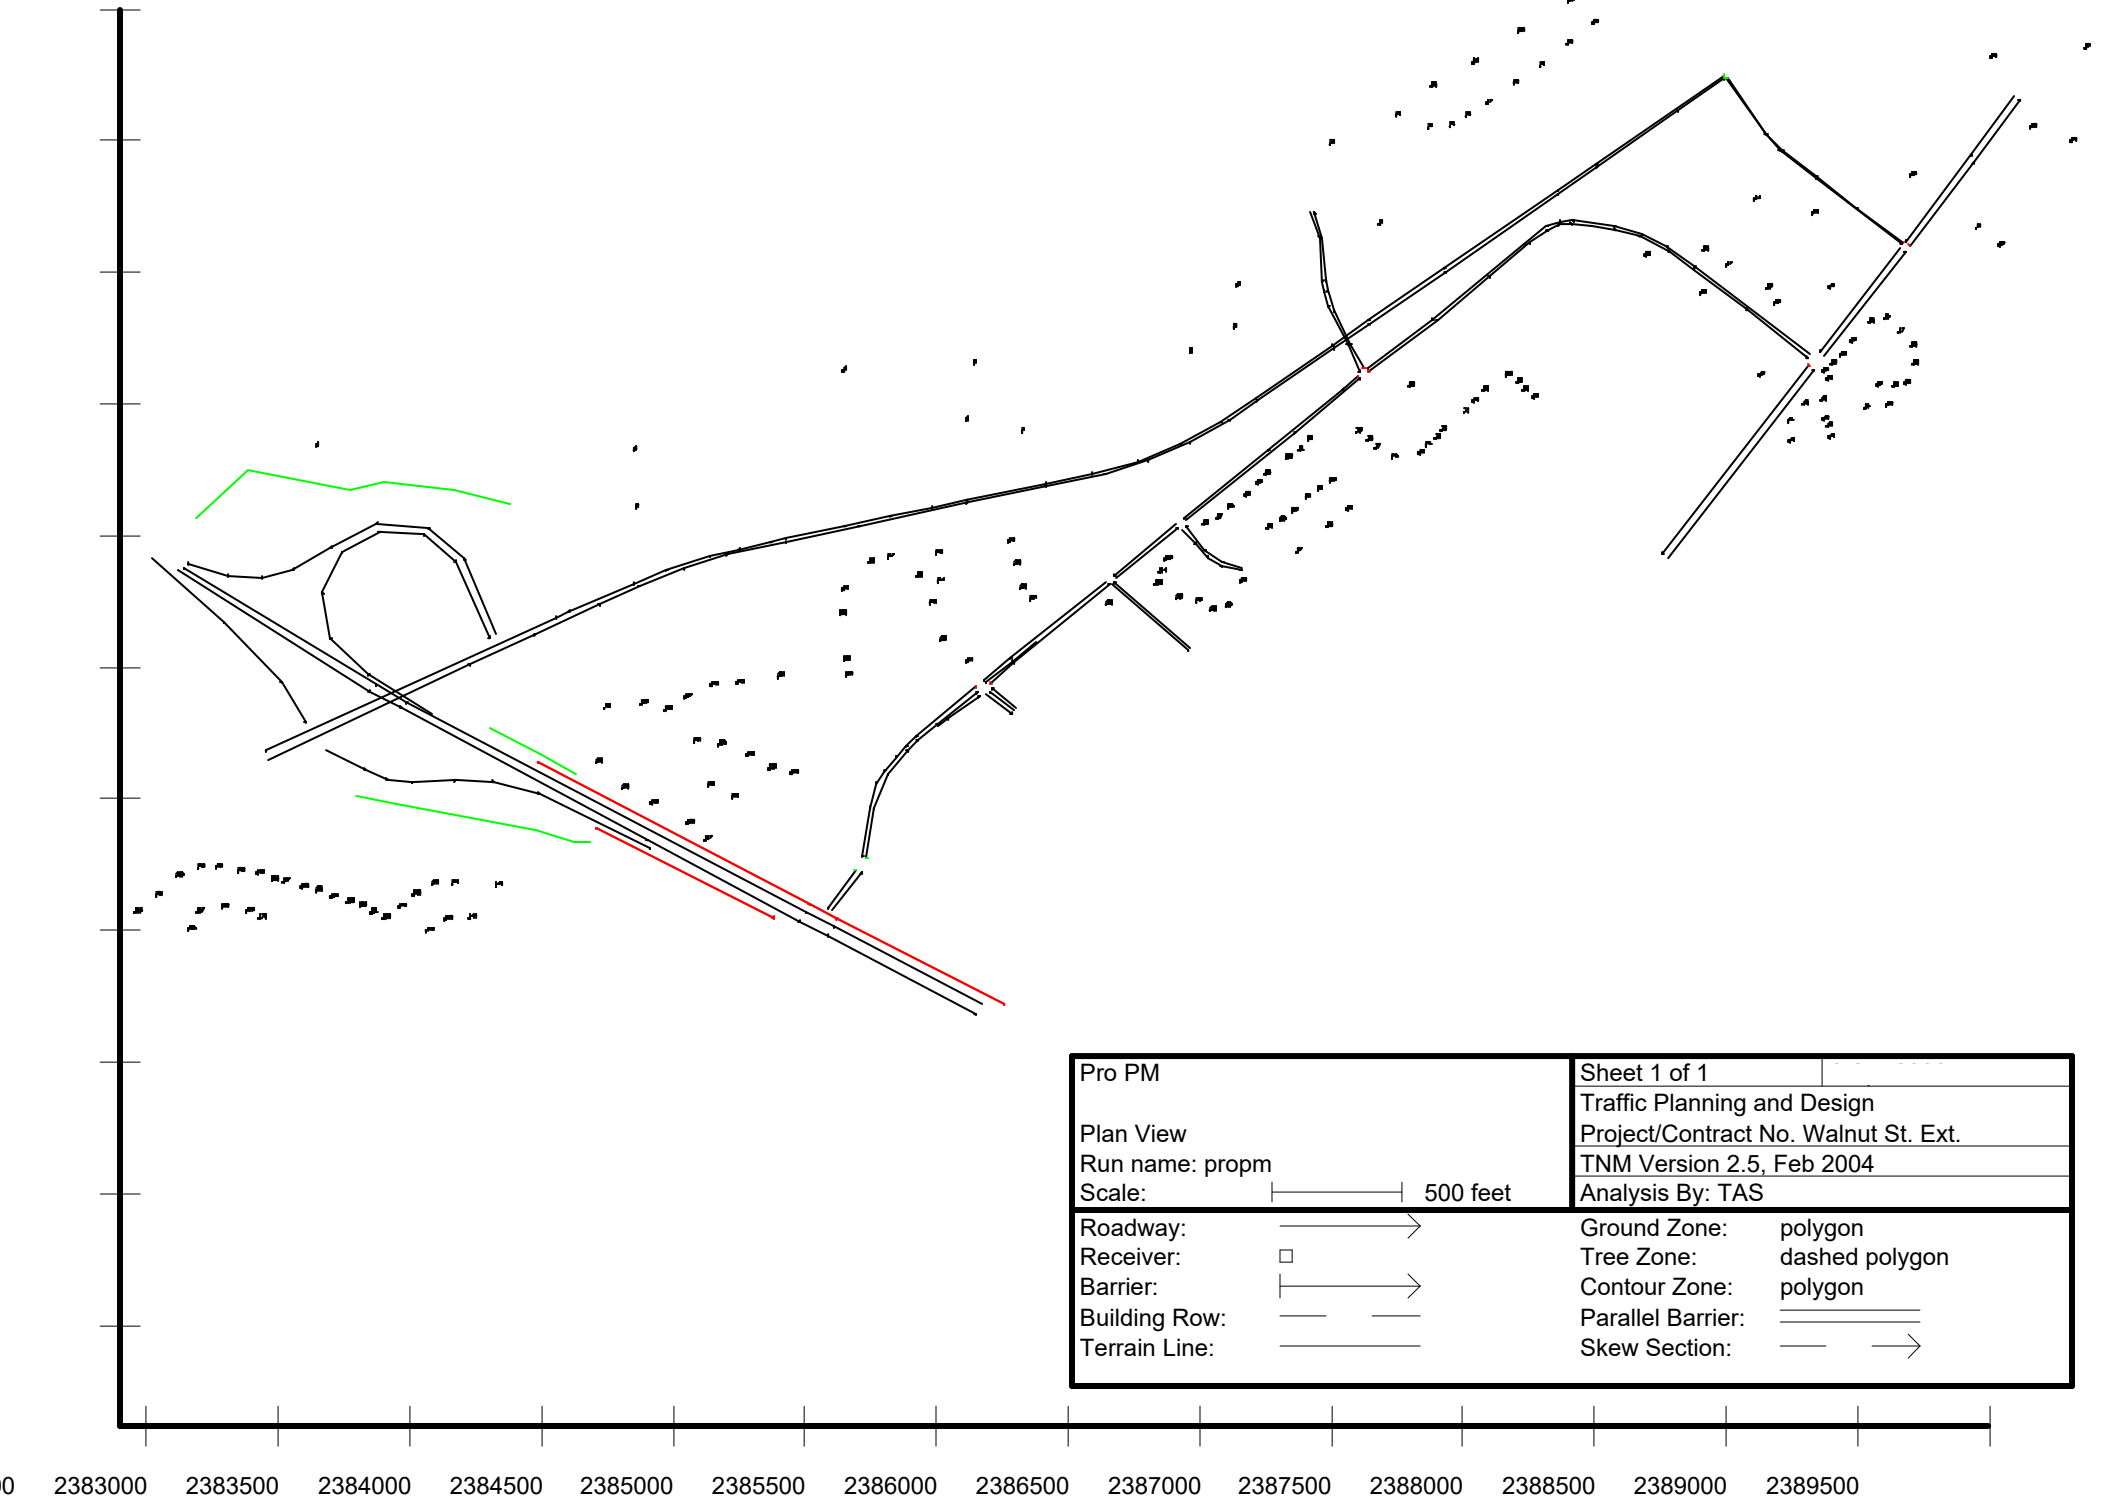 Pro PM
Plan View
Run name: propm
Scale: 500 feet
Sheet 1 of 1
Traffic Planning and Design
Project/Contract No. Walnut St. Ext.
TNM Version 2.5, Feb 2004
Analysis By: TAS
Roadway:
Receiver:
Barrier:
Building Row:
Terrain Line:
Ground Zone: polygon
Tree Zone: dashed polygon
Contour Zone: polygon
Parallel Barrier:
Skew Section:
2383000 2383500 2384000 2384500 2385000 2385500 2386000 2386500 2387000 2387500 2388000 2388500 2389000 2389500